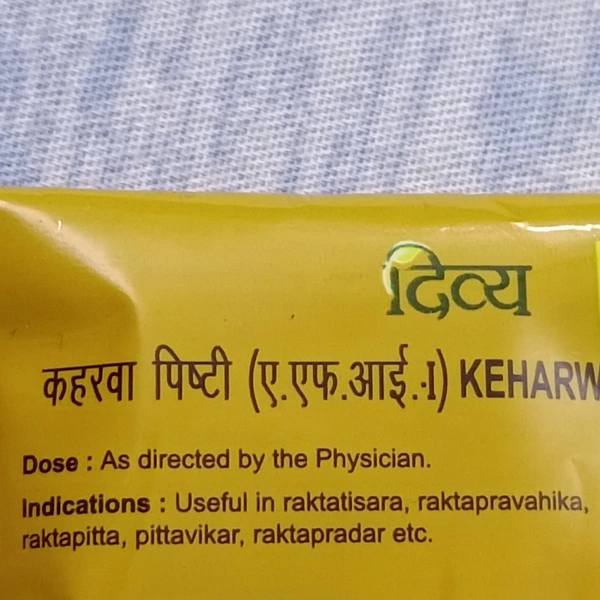 दिव्य
कहरवा पिष्टी (ए.एफ.आई.-I) KEHARW
Dose : As directed by the Physician.
Indications : Useful in raktatisara, raktapravahika,
raktapitta, pittavikar, raktapradar etc.